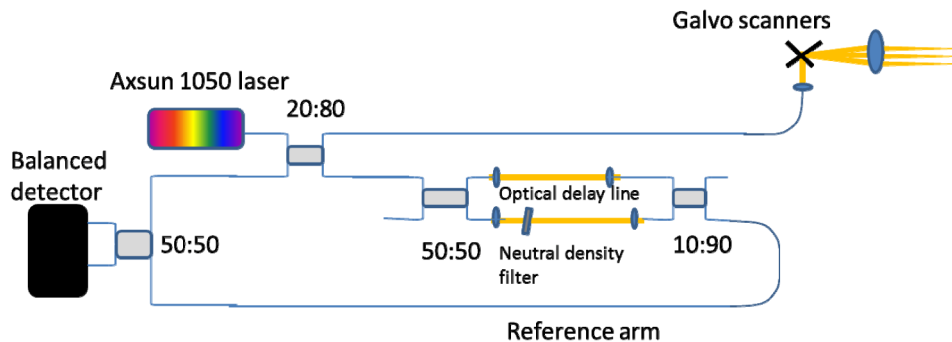 Galvo scanners
Axsun 1050 laser
20:80
Balanced
detector
Optical delay line
50:50
50:50
Neutral density
filter
10:90
Reference arm